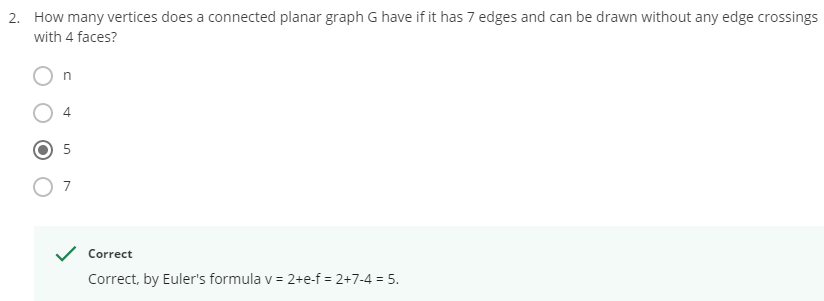 2. How many vertices does a connected planar graph G have if it has 7 edges and can be drawn without any edge crossings
with 4 faces?
n
4
5
7
Correct
Correct, by Euler's formula v = 2+e-f = 2+7-4 = 5.